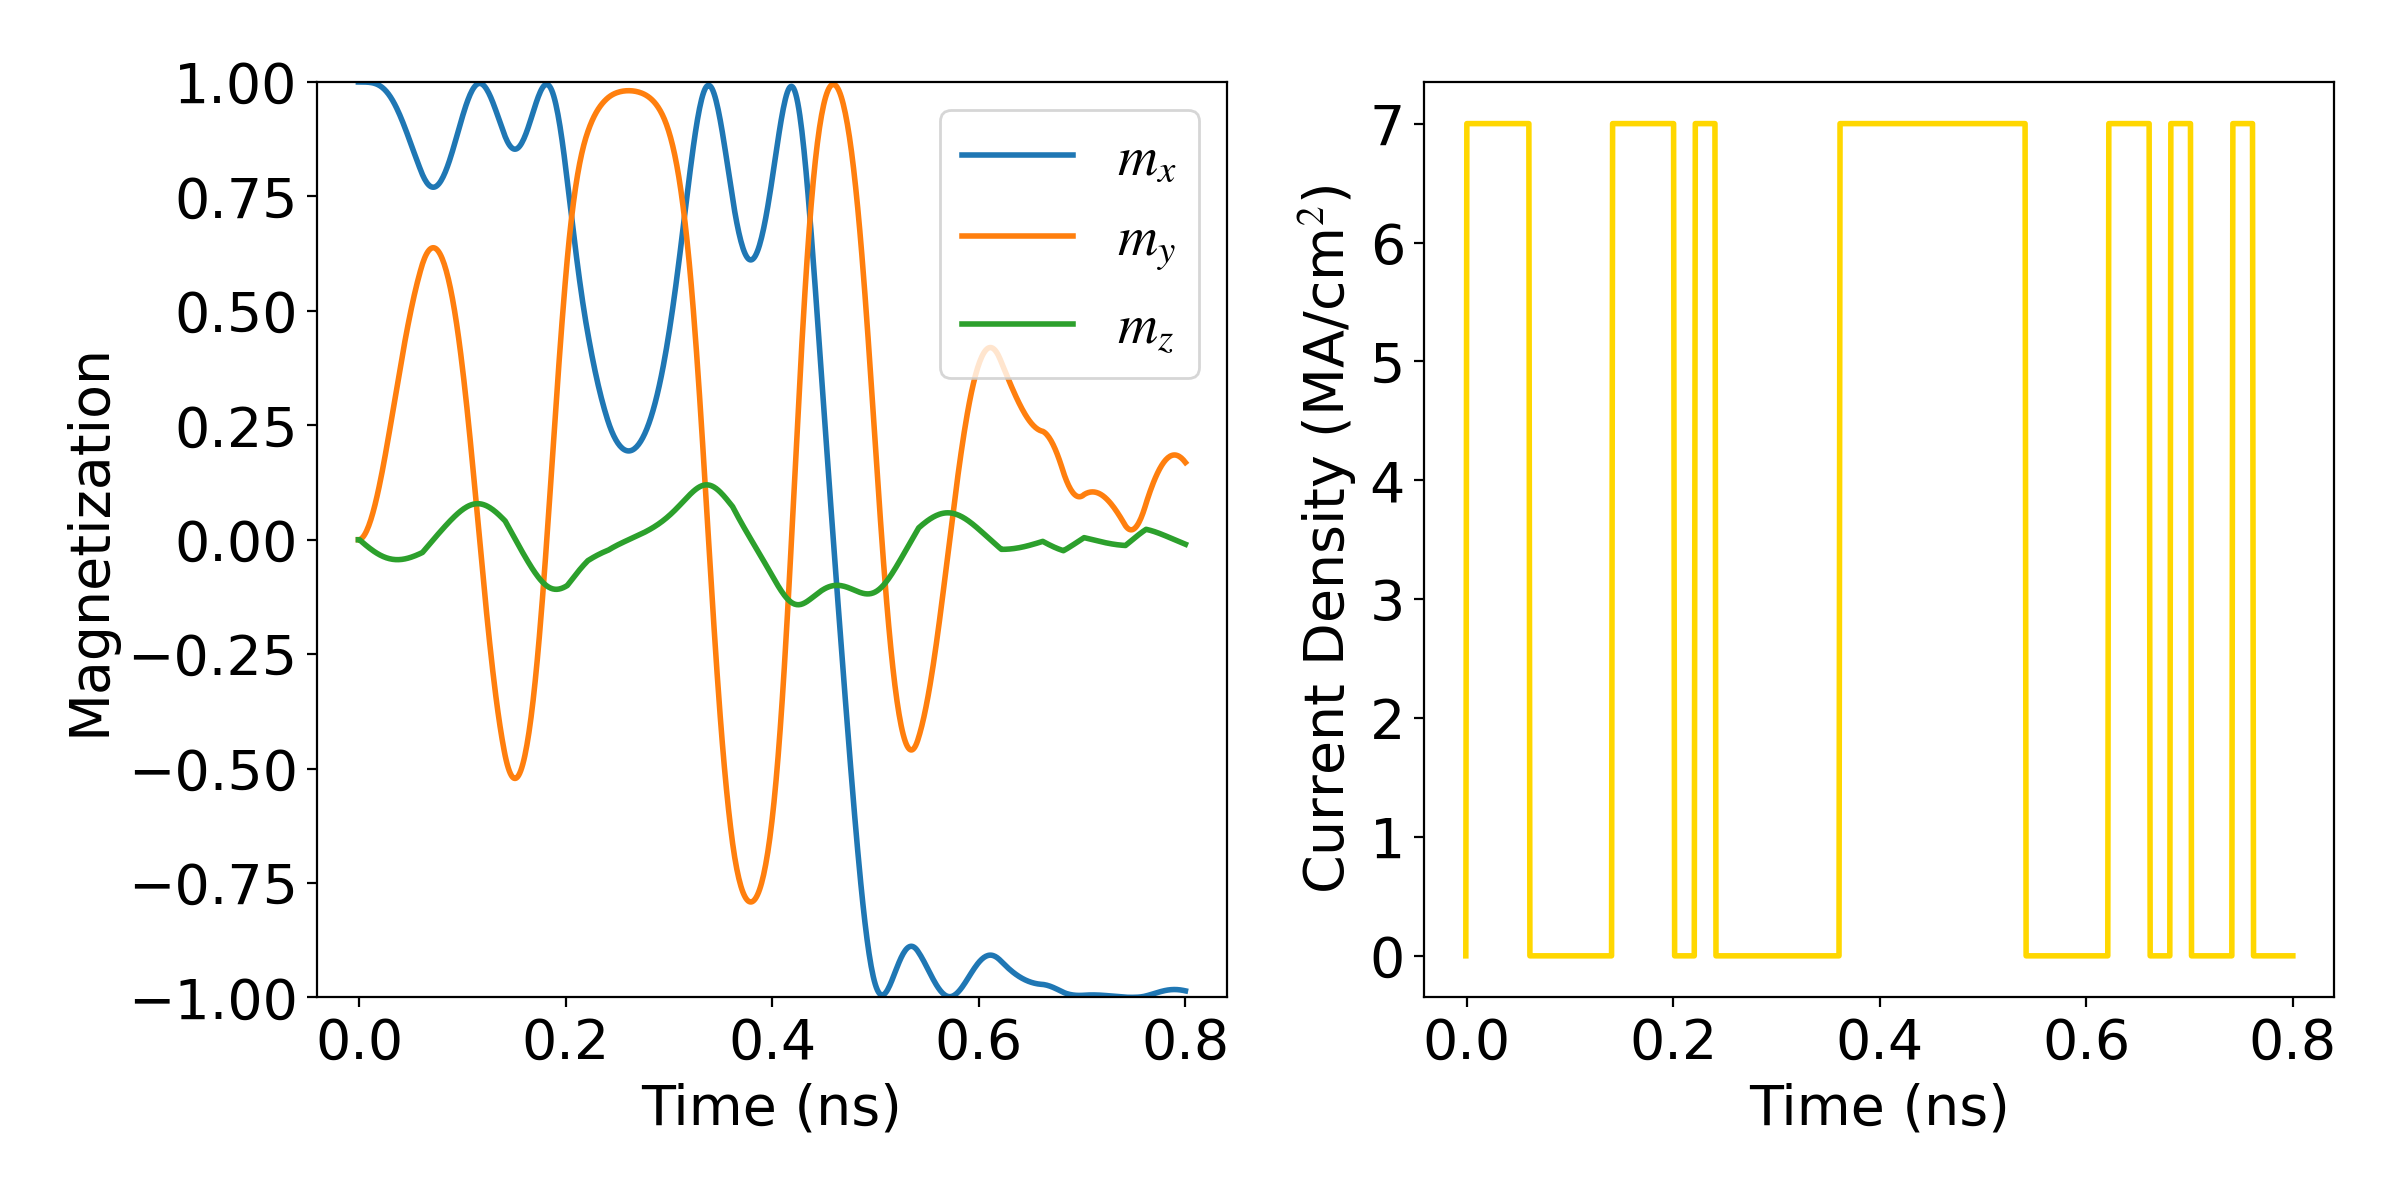 1.00
0.75
0.50
0.25
0.00
−0.25
−0.50
−0.75
−1.00
Magnetization
0.0 0.2 0.4 0.6 0.8
Time (ns)
m_x
m_y
m_z
7
6
5
4
3
2
1
0
Current Density (MA/cm²)
0.0 0.2 0.4 0.6 0.8
Time (ns)